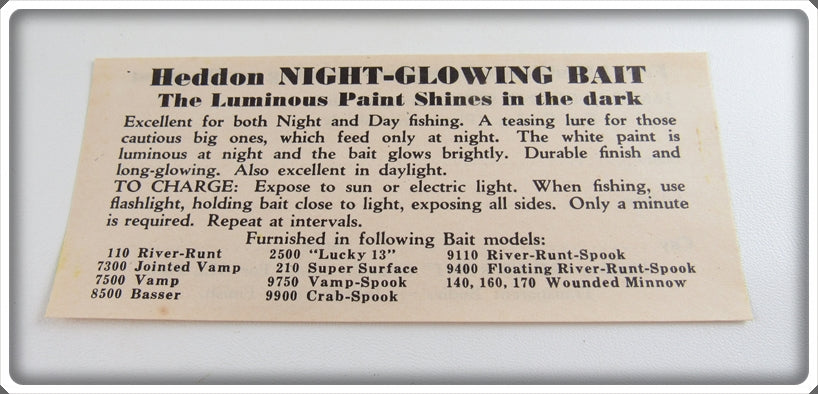 Heddon NIGHT-GLOWING BAIT
The Luminous Paint Shines in the dark
Excellent for both Night and Day fishing. A teasing lure for those
cautious big ones, which feed only at night. The white paint is
luminous at night and the bait glows brightly. Durable finish and
long-glowing. Also excellent in daylight.
TO CHARGE: Expose to sun or electric light. When fishing, use
flashlight, holding bait close to light, exposing all sides. Only a minute
is required. Repeat at intervals.
Furnished in following Bait models:
110 River-Runt 2500 "Lucky 13" 9110 River-Runt-Spook
7300 Jointed Vamp 210 Super Surface 9400 Floating River-Runt-Spook
7500 Vamp 9750 Vamp-Spook 140, 160, 170 Wounded Minnow
8500 Basser 9900 Crab-Spook